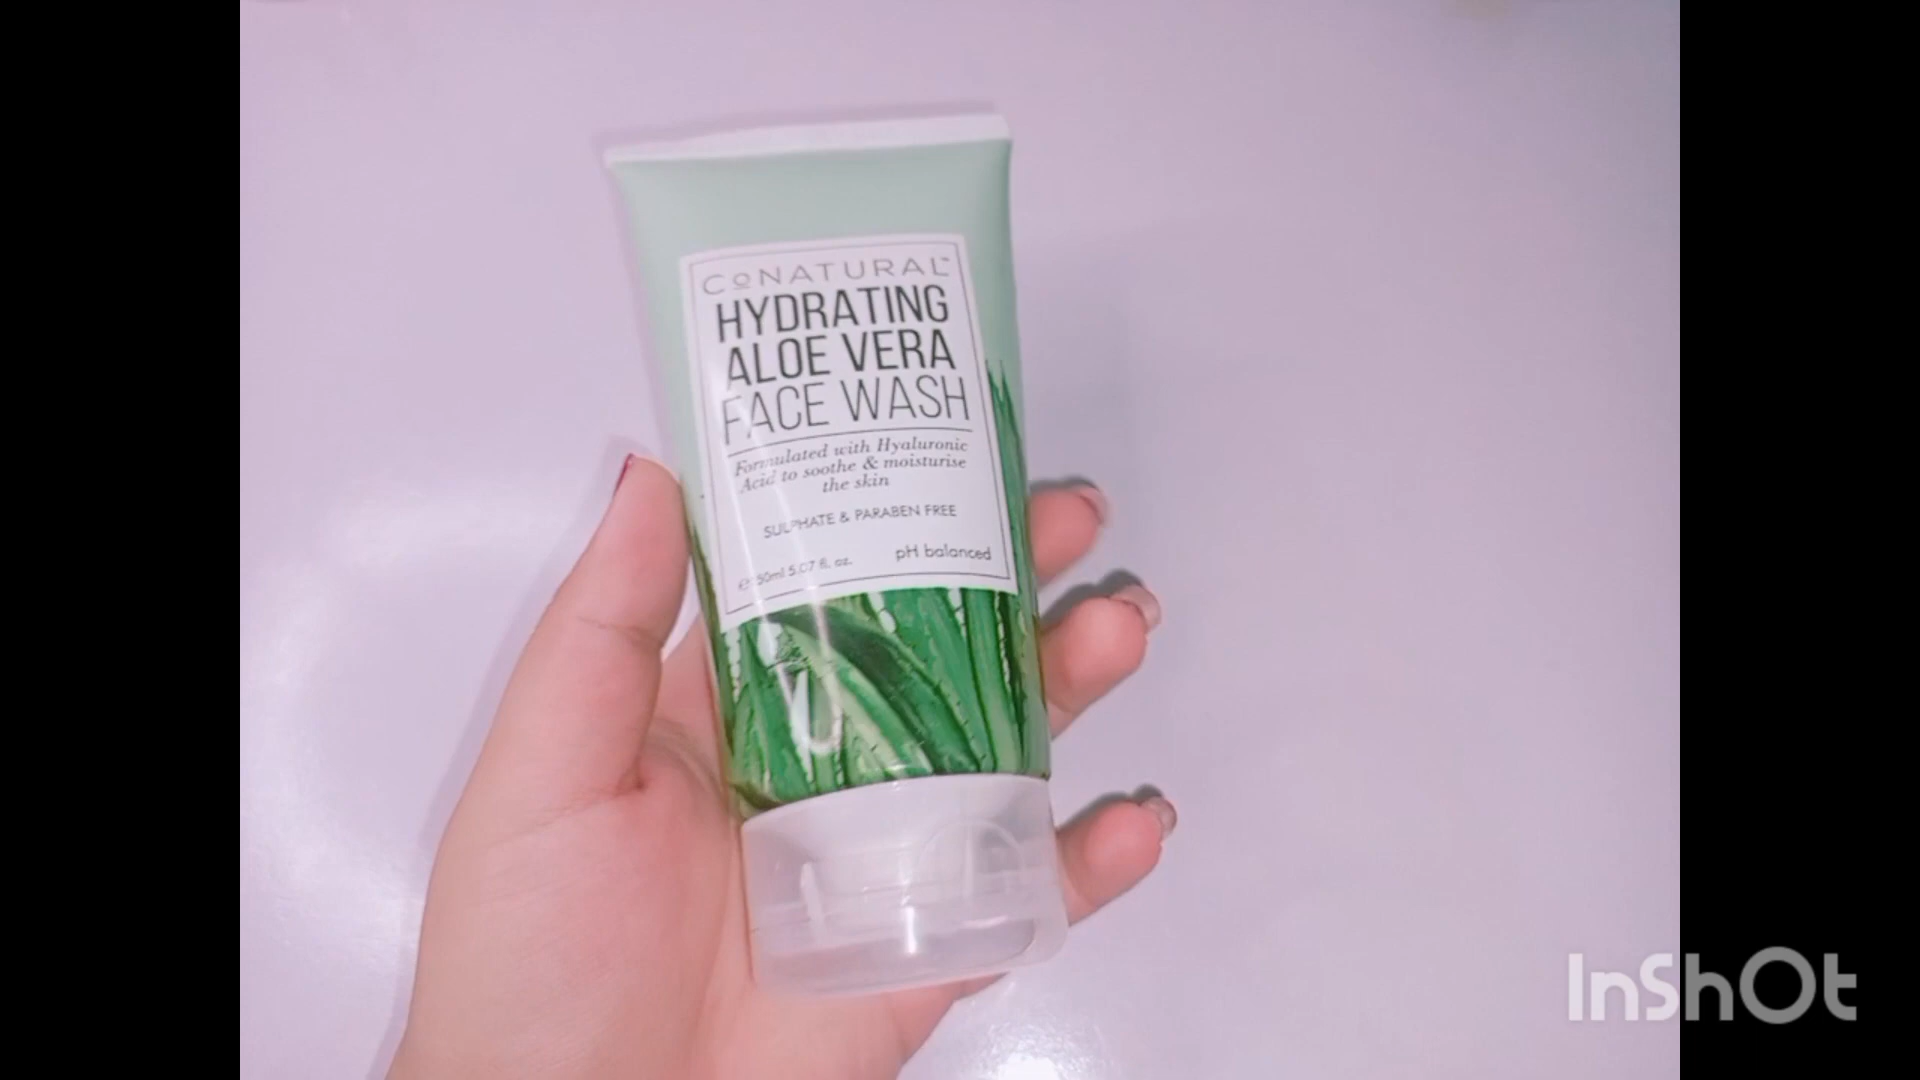 CoNATURAL™
HYDRATING
ALOE VERA
FACE WASH
Formulated with Hyaluronic
Acid to soothe & moisturise
the skin
SULPHATE & PARABEN FREE
pH balanced
5.07 fl. oz.
InShOt